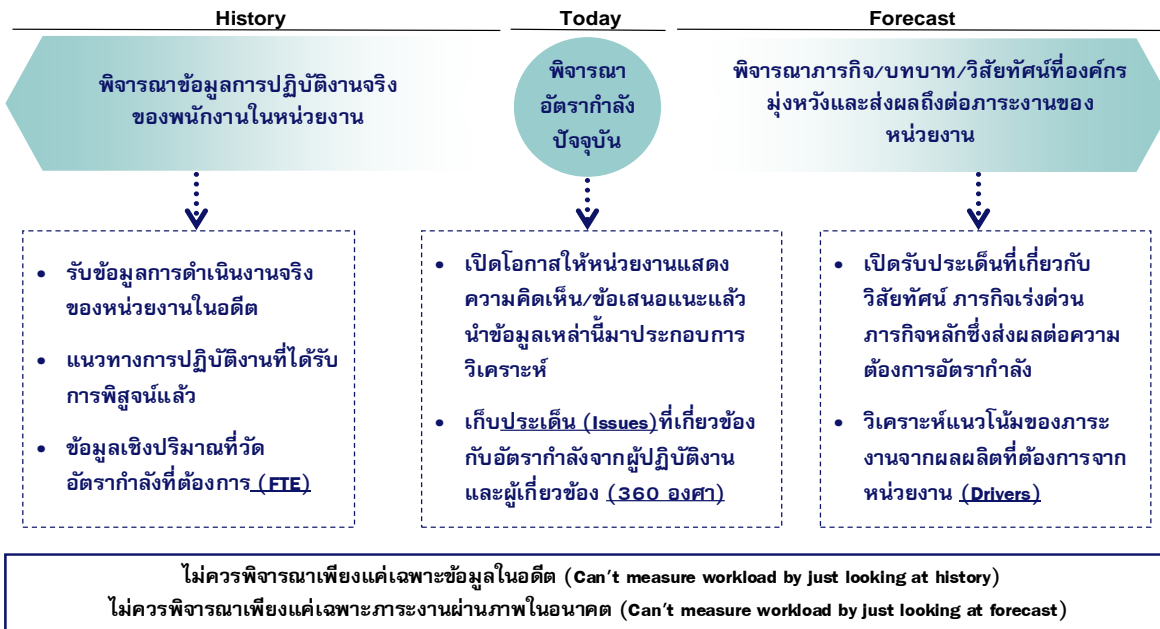 History
Today
Forecast
พิจารณาข้อมูลการปฏิบัติงานจริง
ของพนักงานในหน่วยงาน
พิจารณา
อัตรากำลัง
ปัจจุบัน
พิจารณาภารกิจ/บทบาท/วิสัยทัศน์ที่องค์กร
มุ่งหวังและส่งผลถึงต่อภาระงานของ
หน่วยงาน
• รับข้อมูลการดำเนินงานจริง
ของหน่วยงานในอดีต
• แนวทางการปฏิบัติงานที่ได้รับ
การพิสูจน์แล้ว
• ข้อมูลเชิงปริมาณที่วัด
อัตรากำลังที่ต้องการ (FTE)
• เปิดโอกาสให้หน่วยงานแสดง
ความคิดเห็น/ข้อเสนอแนะแล้ว
นำข้อมูลเหล่านี้มาประกอบการ
วิเคราะห์
• เก็บประเด็น (Issues)ที่เกี่ยวข้อง
กับอัตรากำลังจากผู้ปฏิบัติงาน
และผู้เกี่ยวข้อง (360 องศา)
• เปิดรับประเด็นที่เกี่ยวกับ
วิสัยทัศน์ ภารกิจเร่งด่วน
ภารกิจหลักซึ่งส่งผลต่อความ
ต้องการอัตรากำลัง
• วิเคราะห์แนวโน้มของภาระ
งานจากผลผลิตที่ต้องการจาก
หน่วยงาน (Drivers)
ไม่ควรพิจารณาเพียงแค่เฉพาะข้อมูลในอดีต (Can't measure workload by just looking at history)
ไม่ควรพิจารณาเพียงแค่เฉพาะภาระงานผ่านภาพในอนาคต (Can't measure workload by just looking at forecast)